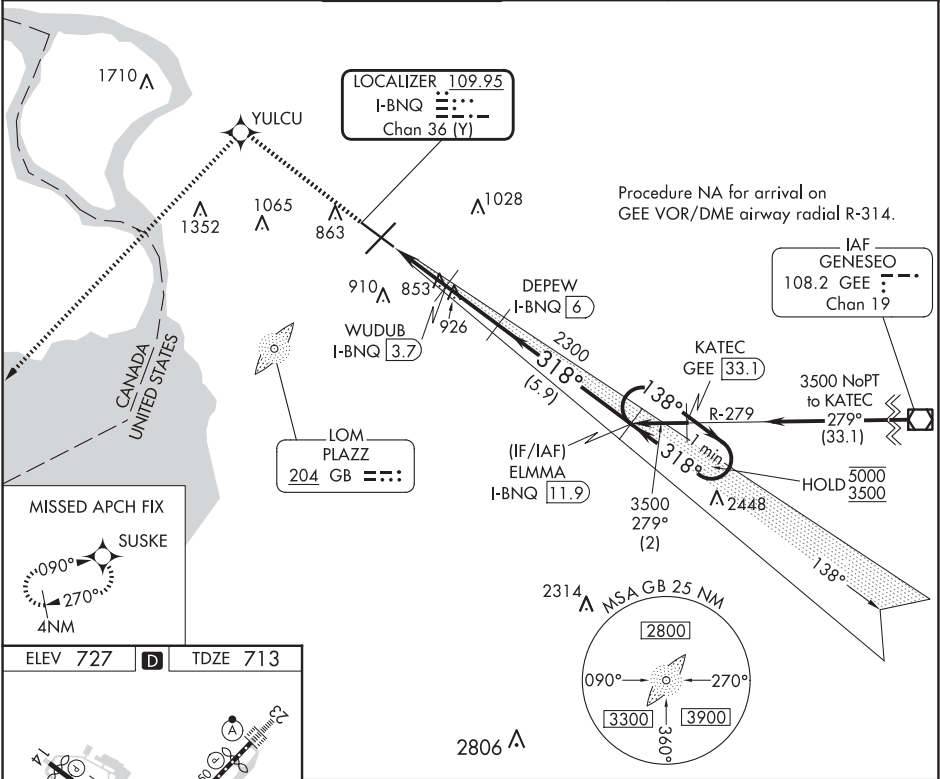 1710
YULCU
LOCALIZER 109.95
I-BNQ
Chan 36 (Y)
1352
1065
863
1028
Procedure NA for arrival on
GEE VOR/DME airway radial R-314.
IAF
GENESEO
108.2 GEE
Chan 19
910
853
926
WUDUB
I-BNQ 3.7
DEPEW
I-BNQ 6
2300
318°
(5.9)
KATEC
GEE 33.1
138°
R-279
3500 NoPT
to KATEC
279°
(33.1)
1 min
318°
(IF/IAF)
ELMMA
I-BNQ 11.9
3500
279°
(2)
HOLD 5000
3500
2448
138°
CANADA
UNITED STATES
LOM
PLAZZ
204 GB
MISSED APCH FIX
SUSKE
090°
270°
4NM
2314
MSA GB 25 NM
2800
090°
270°
3300
3900
360°
2806
ELEV 727 D TDZE 713
A
23
14
P
P
50